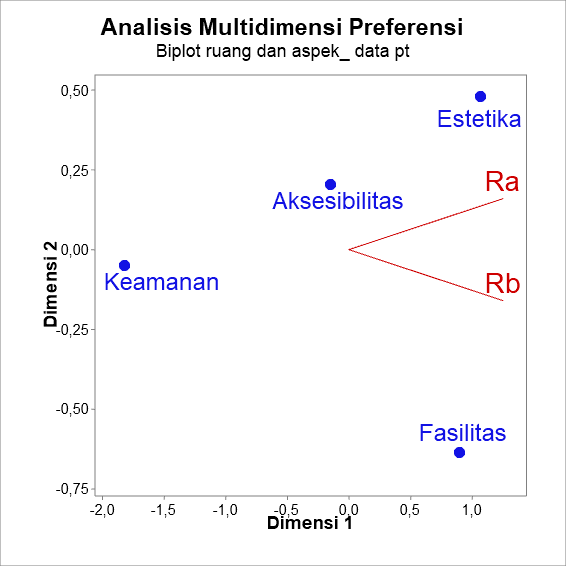 Analisis Multidimensi Preferensi
Biplot ruang dan aspek_ data pt
0,50
Estetika
0,25
Ra
Aksesibilitas
0,00
Keamanan
Rb
Dimensi 2
-0,25
-0,50
Fasilitas
-0,75
-2,0 -1,5 -1,0 -0,5 0,0 0,5 1,0
Dimensi 1